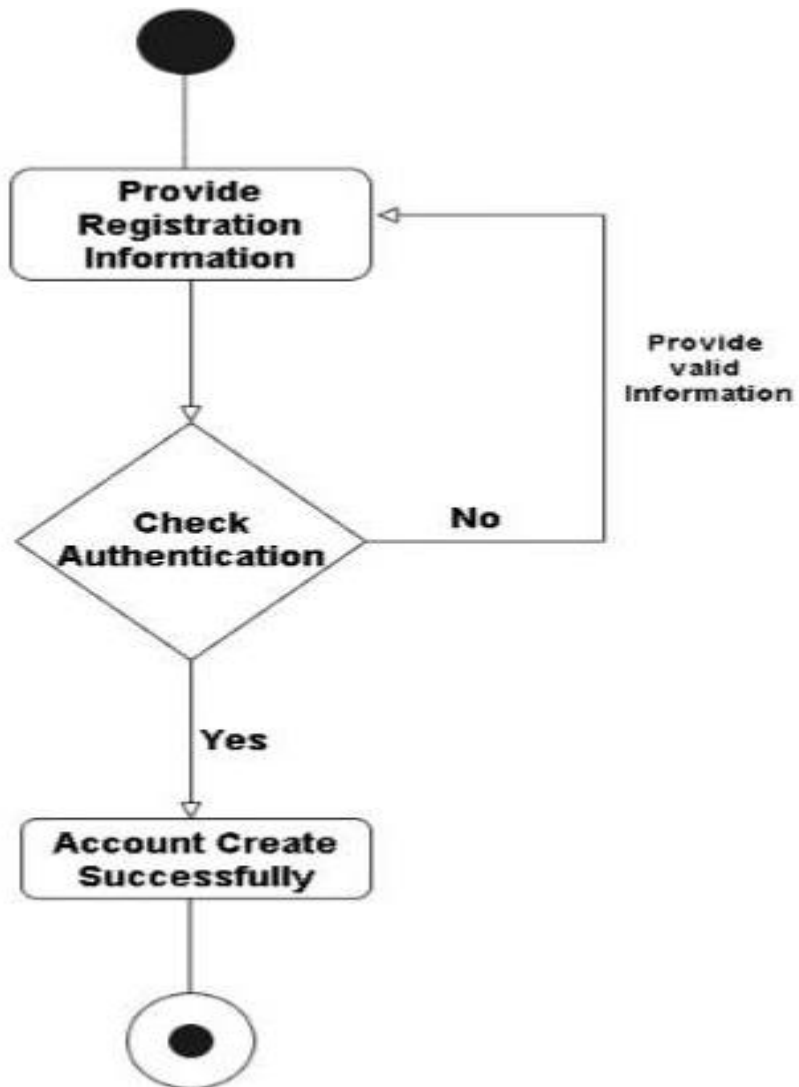 Provide
Registration
Information
Provide
valid
Information
Check
Authentication
No
Yes
Account Create
Successfully